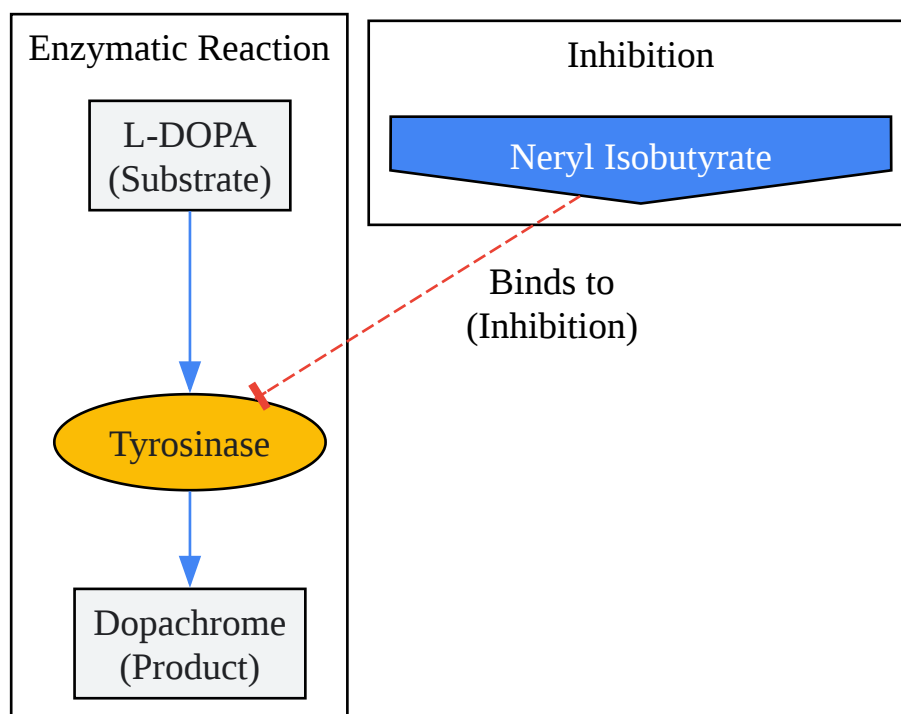 Enzymatic Reaction
L-DOPA
(Substrate)
Tyrosinase
Dopachrome
(Product)
Inhibition
Neryl Isobutyrate
Binds to
(Inhibition)